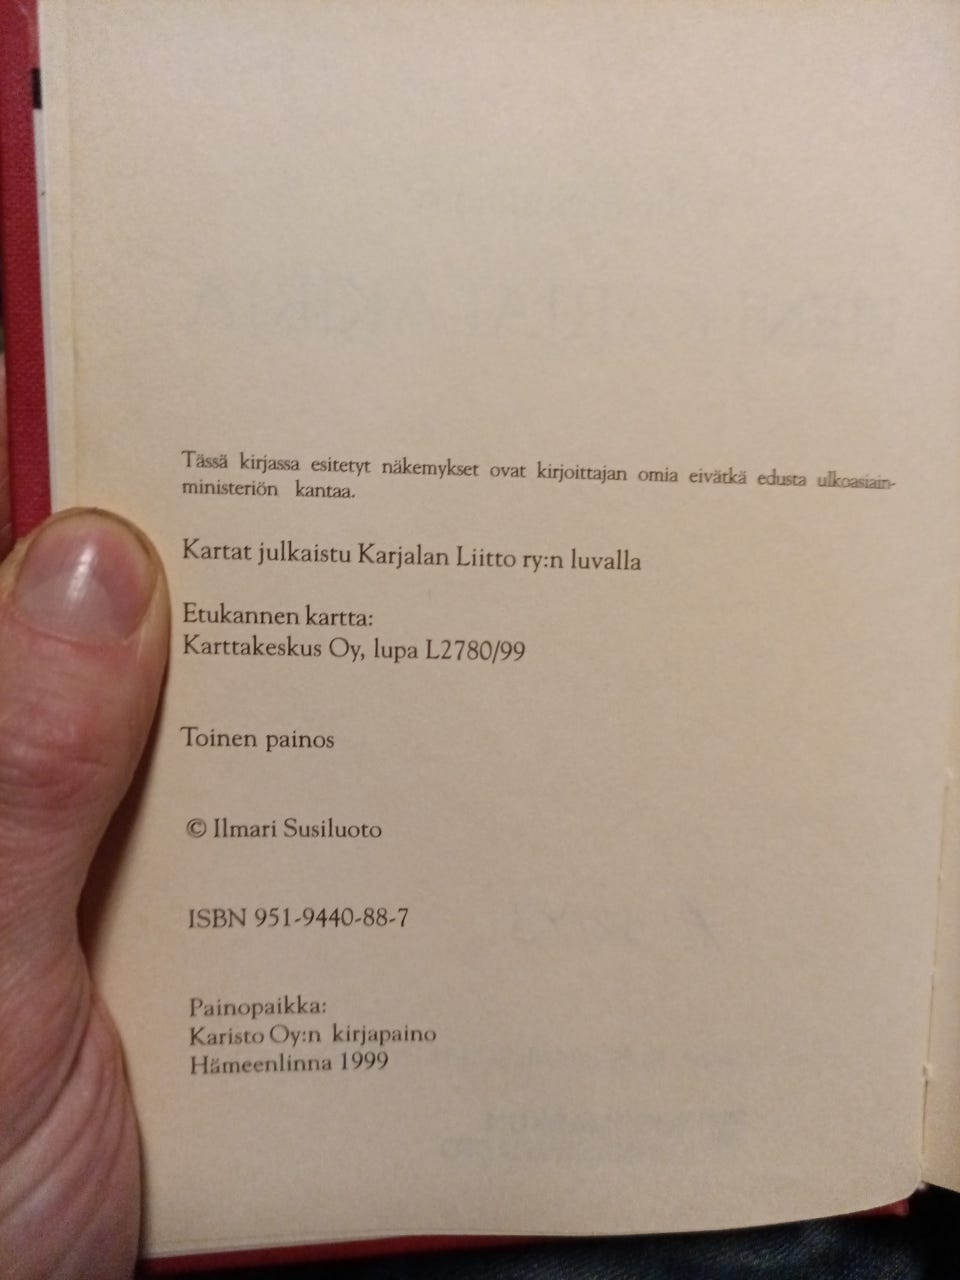 Tässä kirjassa esitetyt näkemykset ovat kirjoittajan omia eivätkä edusta ulkoasiain-
ministeriön kantaa.
Kartat julkaistu Karjalan Liitto ry:n luvalla
Etukannen kartta:
Karttakeskus Oy, lupa L2780/99
Toinen painos
© Ilmari Susiluoto
ISBN 951-9440-88-7
Painopaikka:
Karisto Oy:n kirjapaino
Hämeenlinna 1999